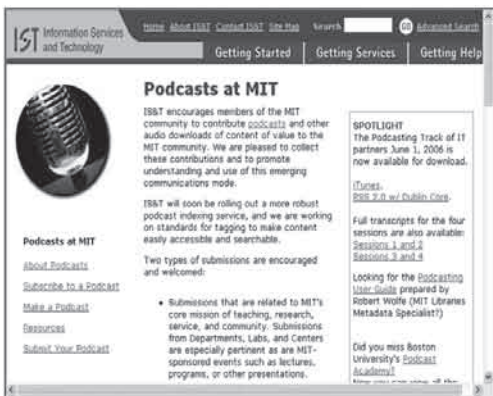 IST Information Services
and Technology
Home About IS&T Contact IS&T Site Map Search GO Advanced Search
Getting Started Getting Services Getting Help
Podcasts at MIT
IS&T encourages members of the MIT
community to contribute podcasts and other
audio downloads of content of value to the
MIT community. We are pleased to collect
these contributions and to promote
understanding and use of this emerging
communications mode.
IS&T will soon be rolling out a more robust
podcast indexing service, and we are working
on standards for tagging to make content
easily accessible and searchable.
Two types of submissions are encouraged
and welcomed:
• Submissions that are related to MIT's
core mission of teaching, research,
service, and community. Submissions
from Departments, Labs, and Centers
are especially pertinent as are MIT-
sponsored events such as lectures,
programs, or other presentations.
Podcasts at MIT
About Podcasts
Subscribe to a Podcast
Make a Podcast
Resources
Submit Your Podcast
SPOTLIGHT
The Podcasting Track of IT
partners June 1, 2006 is
now available for download.
iTunes.
RSS 2.0 w/ Dublin Core.
Full transcripts for the four
sessions are also available:
Sessions 1 and 2
Sessions 3 and 4
Looking for the Podcasting
User Guide prepared by
Robert Wolfe (MIT Libraries
Metadata Specialist?)
Did you miss Boston
University's Podcast
Academy?
Now you can view all the